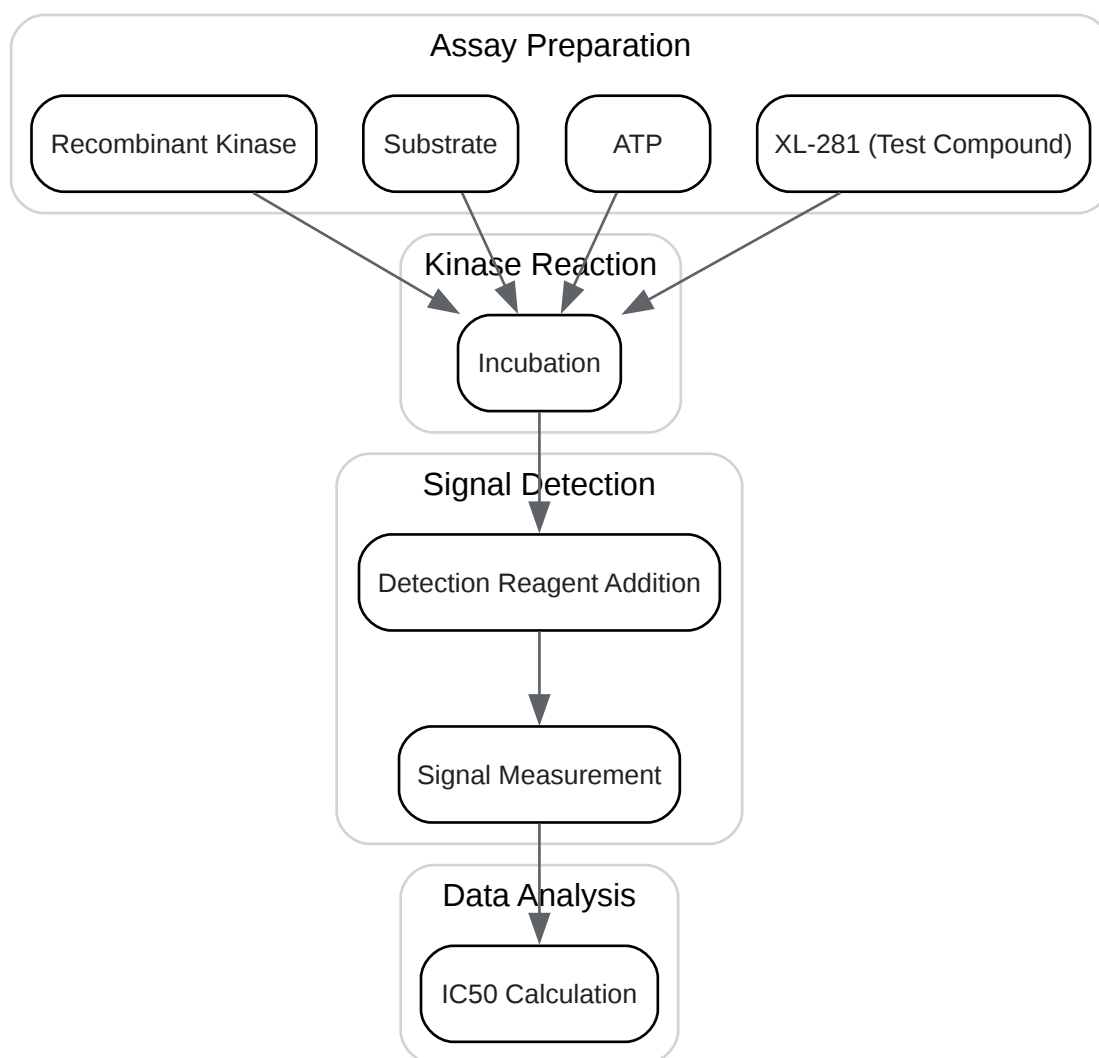 Assay Preparation
Recombinant Kinase
Substrate
ATP
XL-281 (Test Compound)
Kinase Reaction
Incubation
Signal Detection
Detection Reagent Addition
Signal Measurement
Data Analysis
IC50 Calculation